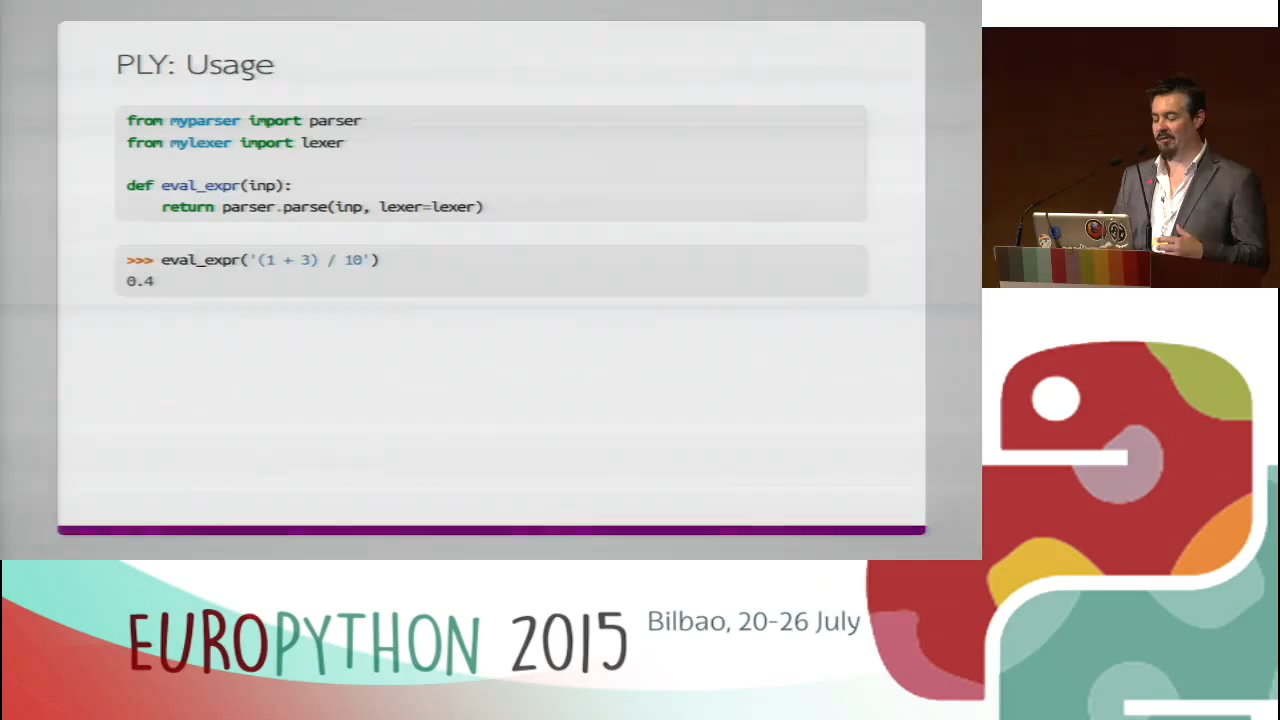 PLY: Usage
from myparser import parser
from mylexer import lexer
def eval_expr(inp):
return parser.parse(inp, lexer=lexer)
>>> eval_expr('(1 + 3) / 10')
0.4
EUROPYTHON 2015
Bilbao, 20-26 July